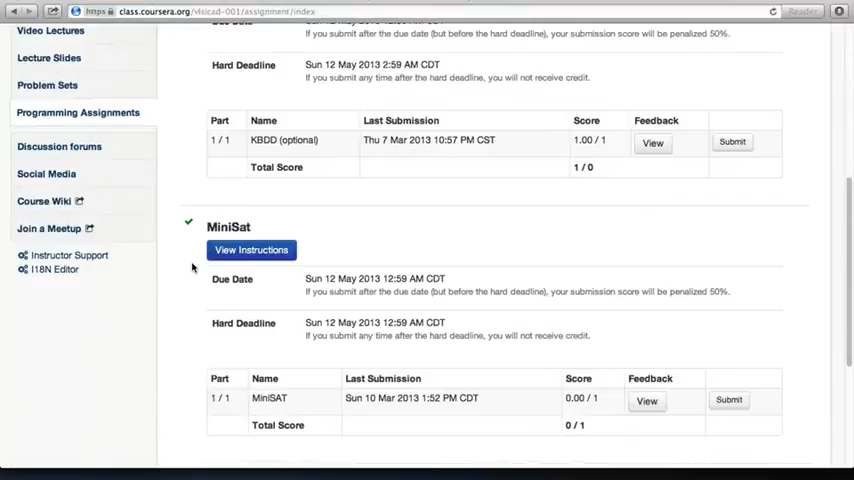 https class.coursera.org/vlsicad-001/assignment/index
Reader
Video Lectures
Lecture Slides
Problem Sets
Programming Assignments
Discussion forums
Social Media
Course Wiki
Join a Meetup
Instructor Support
I18N Editor
If you submit after the due date (but before the hard deadline), your submission score will be penalized 50%.
Hard Deadline Sun 12 May 2013 2:59 AM CDT
If you submit any time after the hard deadline, you will not receive credit.
Part Name Last Submission Score Feedback
1 / 1 KBDD (optional) Thu 7 Mar 2013 10:57 PM CST 1.00 / 1 View Submit
Total Score 1 / 0
MiniSat
View Instructions
Due Date Sun 12 May 2013 12:59 AM CDT
If you submit after the due date (but before the hard deadline), your submission score will be penalized 50%.
Hard Deadline Sun 12 May 2013 12:59 AM CDT
If you submit any time after the hard deadline, you will not receive credit.
Part Name Last Submission Score Feedback
1 / 1 MiniSAT Sun 10 Mar 2013 1:52 PM CDT 0.00 / 1 View Submit
Total Score 0 / 1